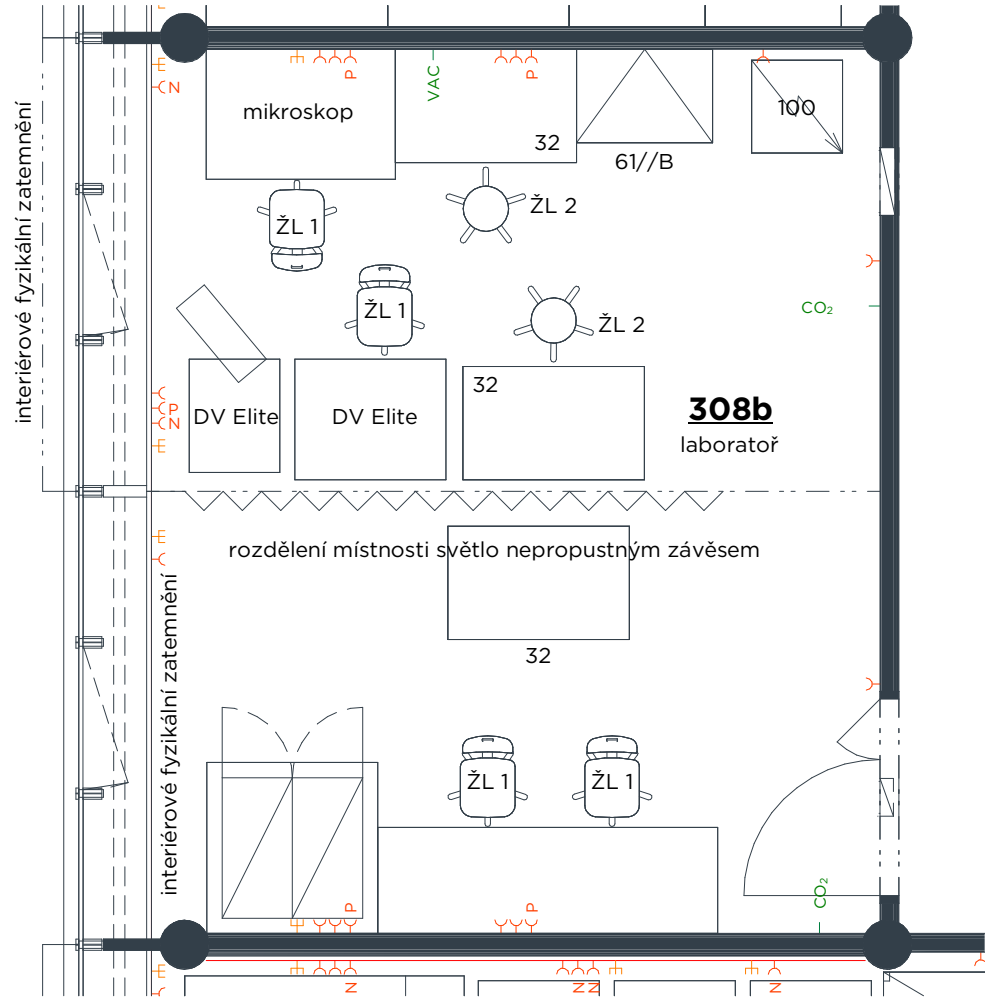 P
P
VAC
N
mikroskop
100
32
61//B
interiérové fyzikální zatemnění
ŽL 1
ŽL 2
ŽL 1
ŽL 2
CO₂
P
N
DV Elite
DV Elite
32
308b
laboratoř
rozdělení místnosti světlo nepropustným závěsem
interiérové fyzikální zatemnění
32
ŽL 1
ŽL 1
CO₂
P
P
N
N
N
N